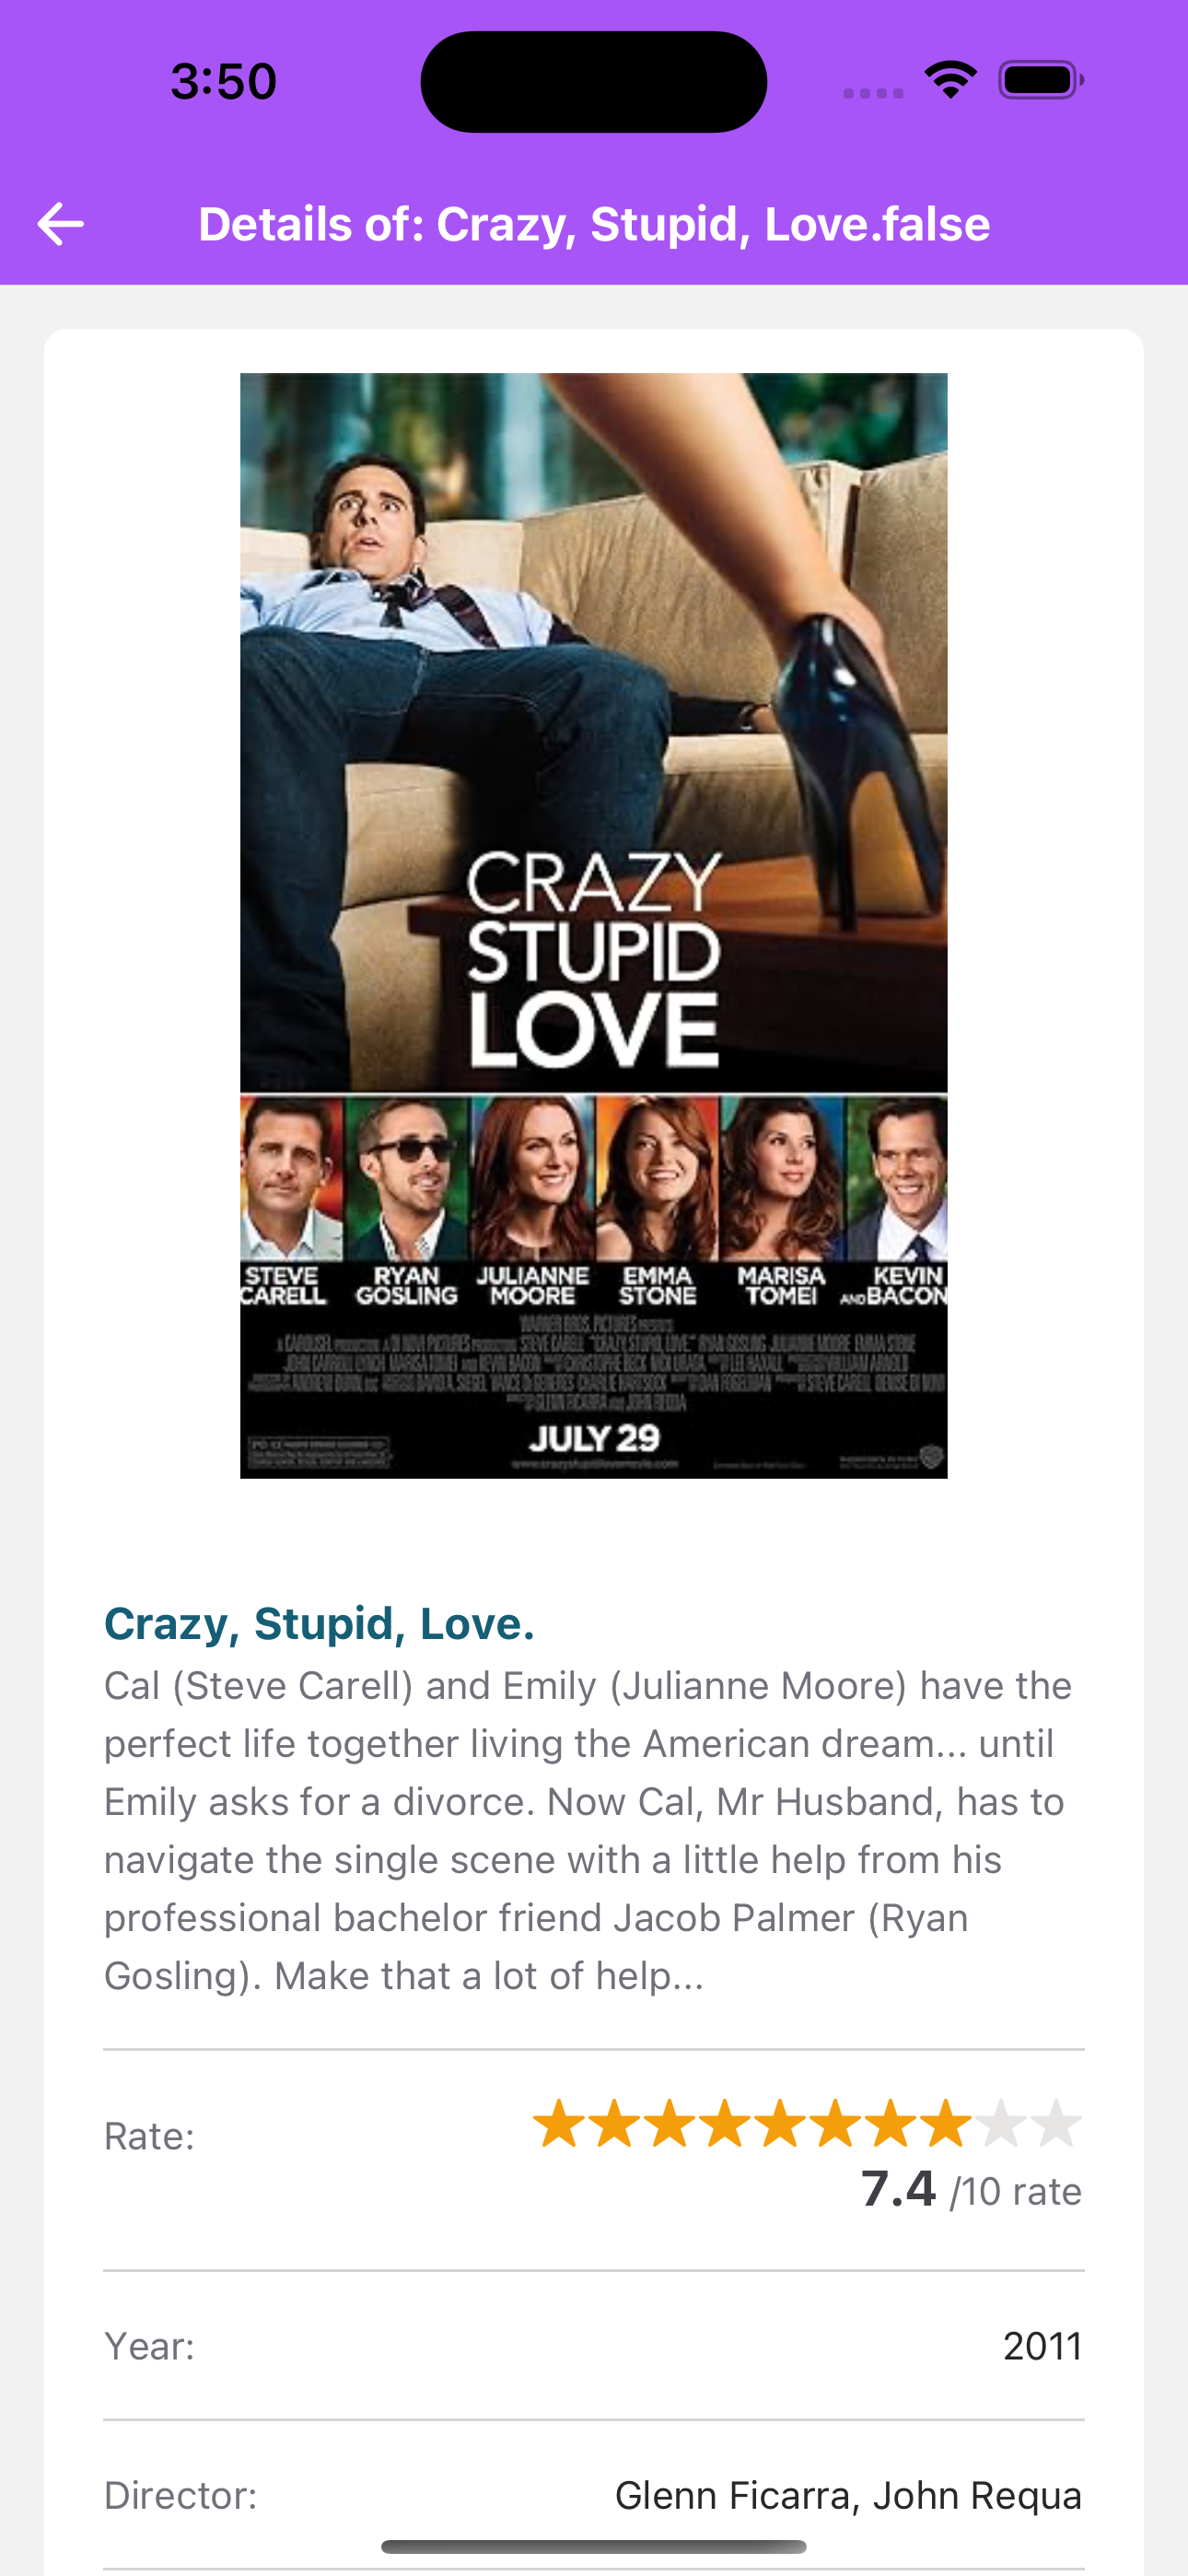 3:50
Details of: Crazy, Stupid, Love.false
CRAZY
STUPID
LOVE
STEVE CARELL
RYAN GOSLING
JULIANNE MOORE
EMMA STONE
MARISA TOMEI
AND KEVIN BACON
WARNER BROS. PICTURES
JULY 29
Crazy, Stupid, Love.
Cal (Steve Carell) and Emily (Julianne Moore) have the
perfect life together living the American dream... until
Emily asks for a divorce. Now Cal, Mr Husband, has to
navigate the single scene with a little help from his
professional bachelor friend Jacob Palmer (Ryan
Gosling). Make that a lot of help...
Rate:
7.4 /10 rate
Year:
2011
Director:
Glenn Ficarra, John Requa